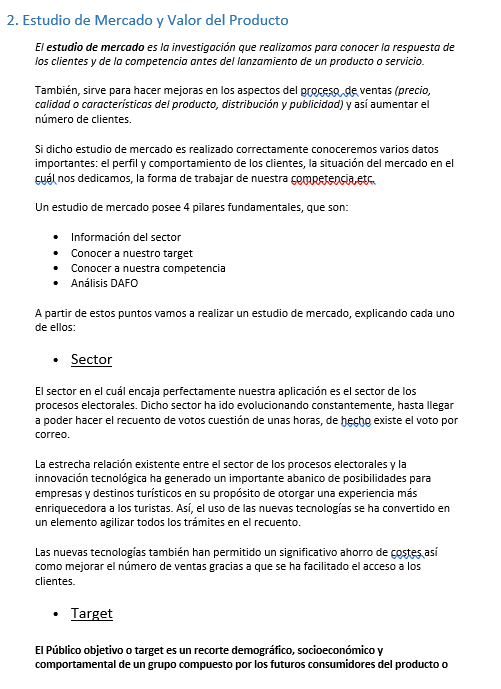 2. Estudio de Mercado y Valor del Producto
El estudio de mercado es la investigación que realizamos para conocer la respuesta de
los clientes y de la competencia antes del lanzamiento de un producto o servicio.
También, sirve para hacer mejoras en los aspectos del proceso de ventas (precio,
calidad o características del producto, distribución y publicidad) y así aumentar el
número de clientes.
Si dicho estudio de mercado es realizado correctamente conoceremos varios datos
importantes: el perfil y comportamiento de los clientes, la situación del mercado en el
cuál nos dedicamos, la forma de trabajar de nuestra competencia,etc.
Un estudio de mercado posee 4 pilares fundamentales, que son:
• Información del sector
• Conocer a nuestro target
• Conocer a nuestra competencia
• Análisis DAFO
A partir de estos puntos vamos a realizar un estudio de mercado, explicando cada uno
de ellos:
• Sector
El sector en el cuál encaja perfectamente nuestra aplicación es el sector de los
procesos electorales. Dicho sector ha ido evolucionando constantemente, hasta llegar
a poder hacer el recuento de votos cuestión de unas horas, de hecho existe el voto por
correo.
La estrecha relación existente entre el sector de los procesos electorales y la
innovación tecnológica ha generado un importante abanico de posibilidades para
empresas y destinos turísticos en su propósito de otorgar una experiencia más
enriquecedora a los turistas. Así, el uso de las nuevas tecnologías se ha convertido en
un elemento agilizar todos los trámites en el recuento.
Las nuevas tecnologías también han permitido un significativo ahorro de costes así
como mejorar el número de ventas gracias a que se ha facilitado el acceso a los
clientes.
• Target
El Público objetivo o target es un recorte demográfico, socioeconómico y
comportamental de un grupo compuesto por los futuros consumidores del producto o